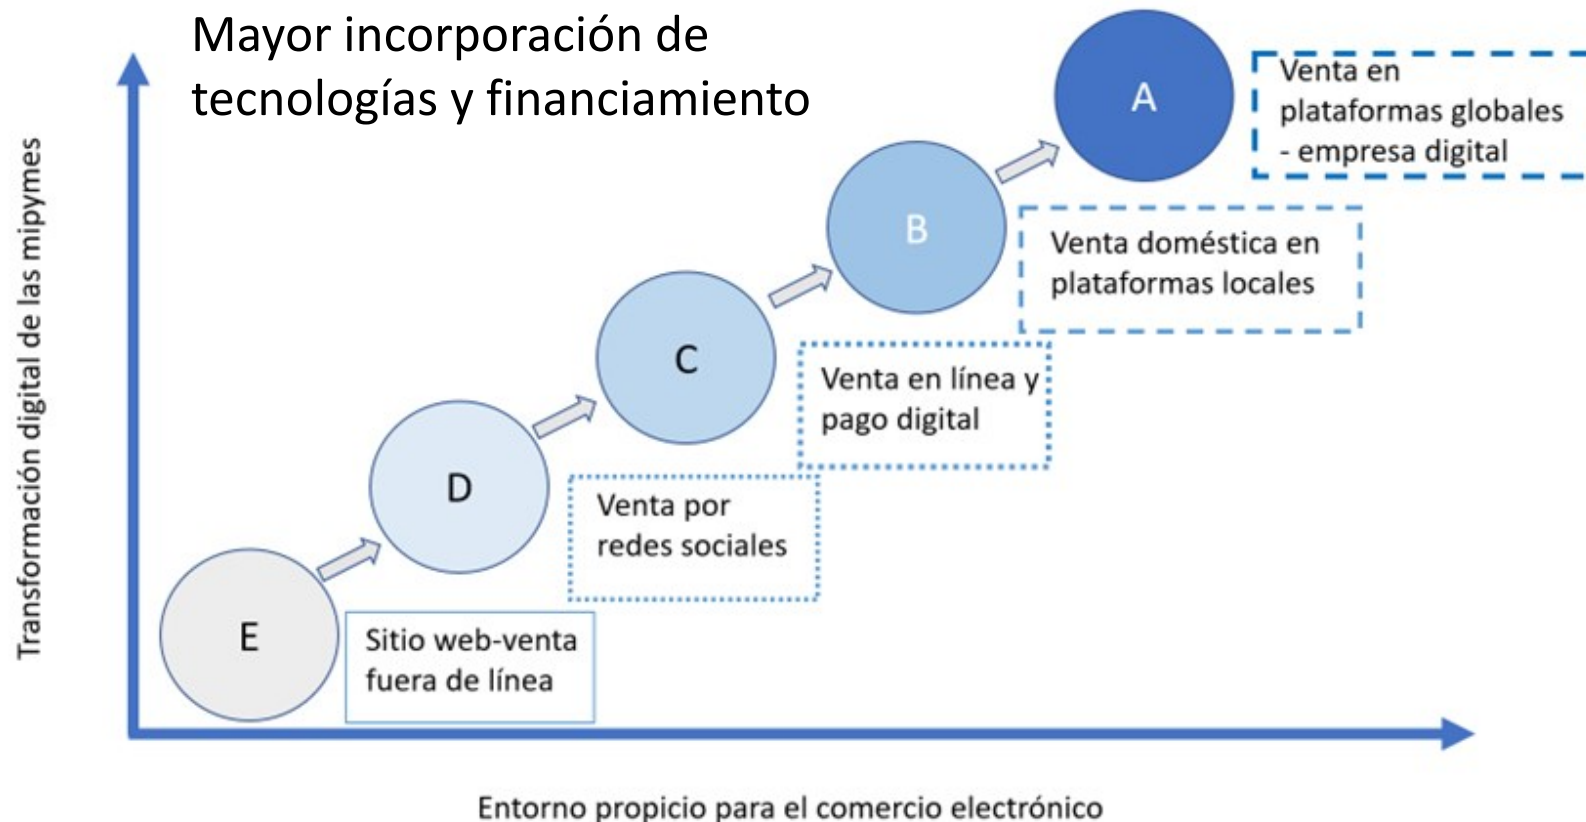 Mayor incorporación de
tecnologías y financiamiento
A
Venta en
plataformas globales
- empresa digital
B
Venta doméstica en
plataformas locales
C
Venta en línea y
pago digital
D
Venta por
redes sociales
E
Sitio web-venta
fuera de línea
Transformación digital de las mipymes
Entorno propicio para el comercio electrónico